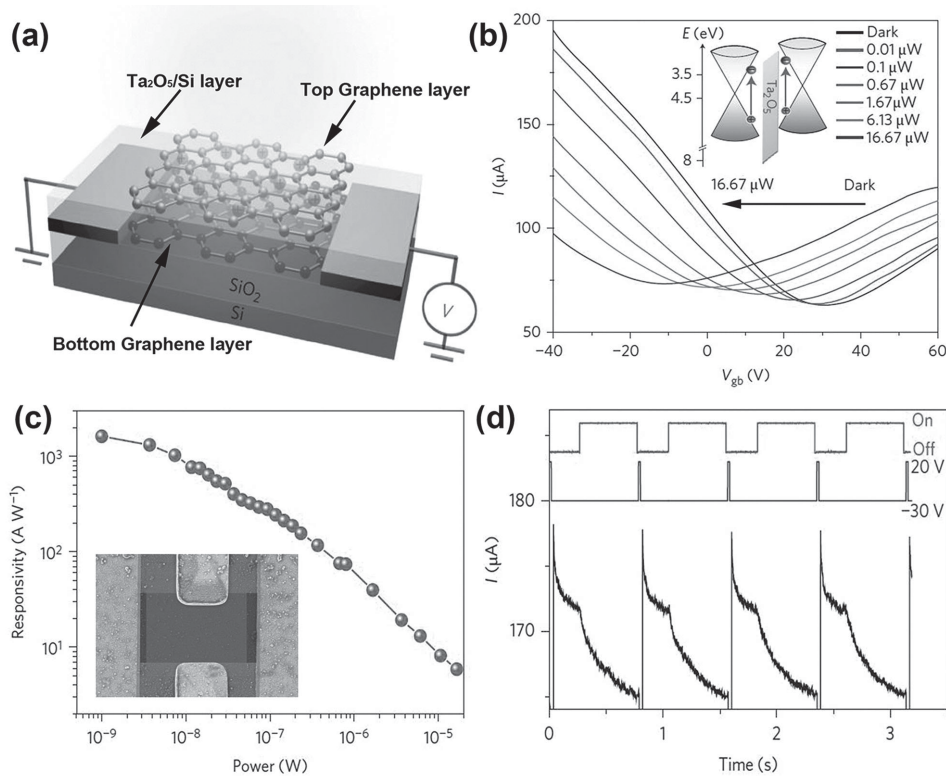 (a)
Ta₂O₅/Si layer
Top Graphene layer
SiO₂
Si
V
Bottom Graphene layer
(b)
200
150
100
50
I (μA)
−40
−20
0
20
40
60
V_gb (V)
E (eV)
3.5
4.5
8
Ta₂O₅
Dark
0.01 μW
0.1 μW
0.67 μW
1.67μW
6.13 μW
16.67 μW
16.67 μW
Dark
(c)
Responsivity (A W⁻¹)
10³
10²
10¹
10⁻⁹
10⁻⁸
10⁻⁷
10⁻⁶
10⁻⁵
Power (W)
(d)
On
Off
20 V
−30 V
180
170
I (μA)
0
1
2
3
Time (s)